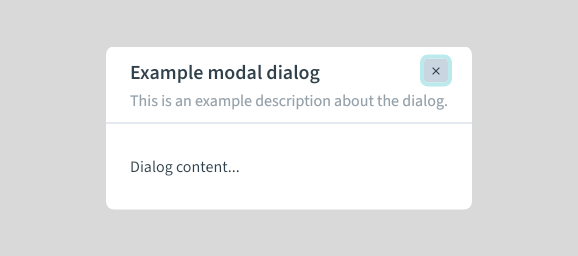 Example modal dialog
This is an example description about the dialog.
Dialog content...